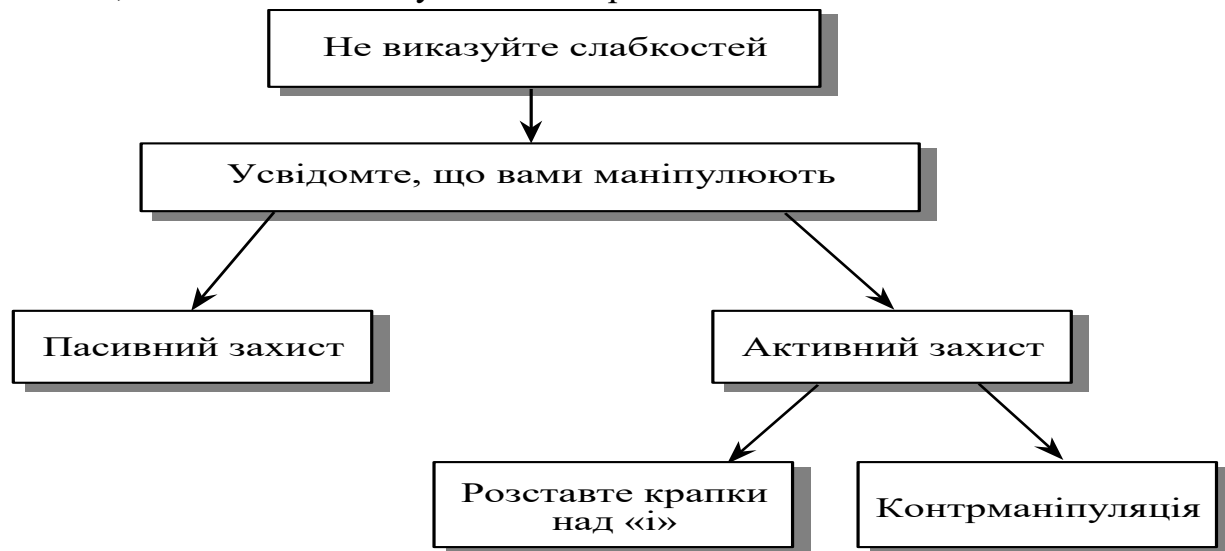 Не виказуйте слабкостей
Усвідомте, що вами маніпулюють
Пасивний захист
Активний захист
Розставте крапки
над «і»
Контрманіпуляція